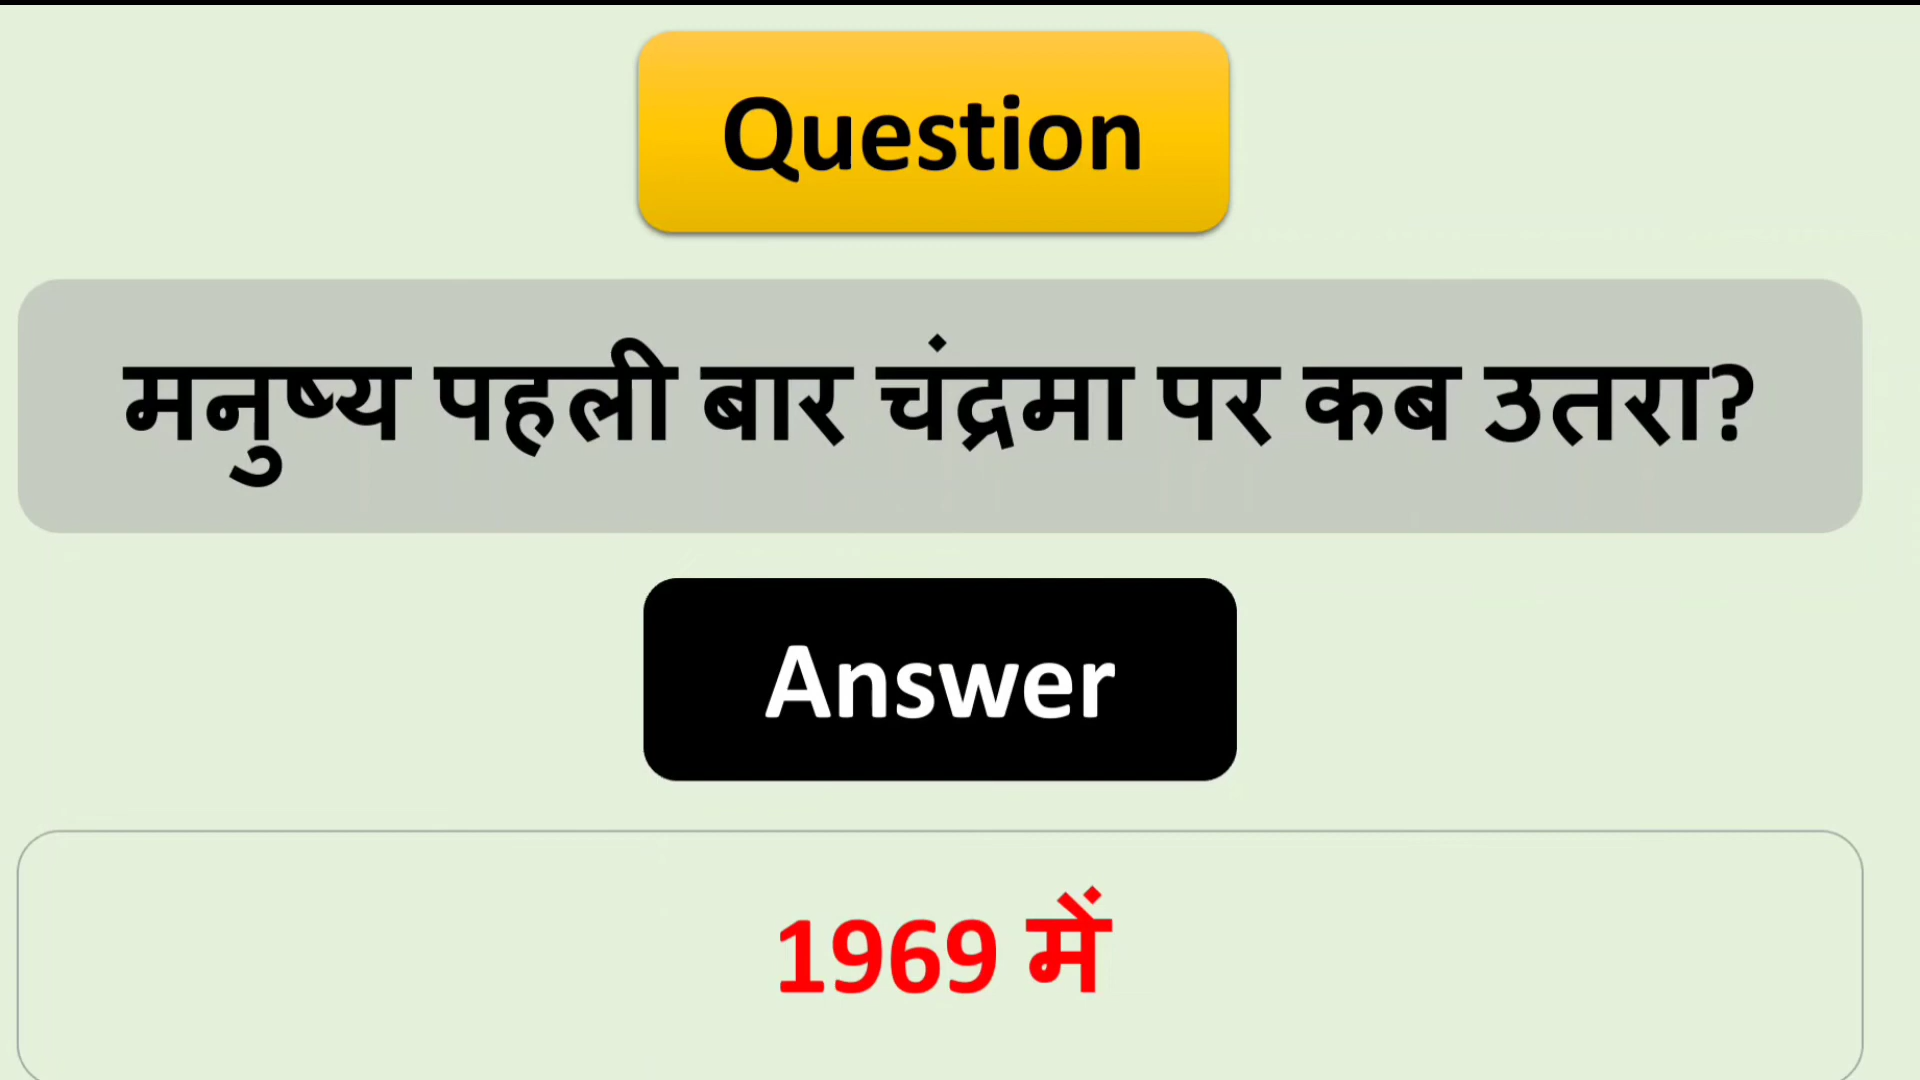 Question
मनुष्य पहली बार चंद्रमा पर कब उतरा?
Answer
1969 में